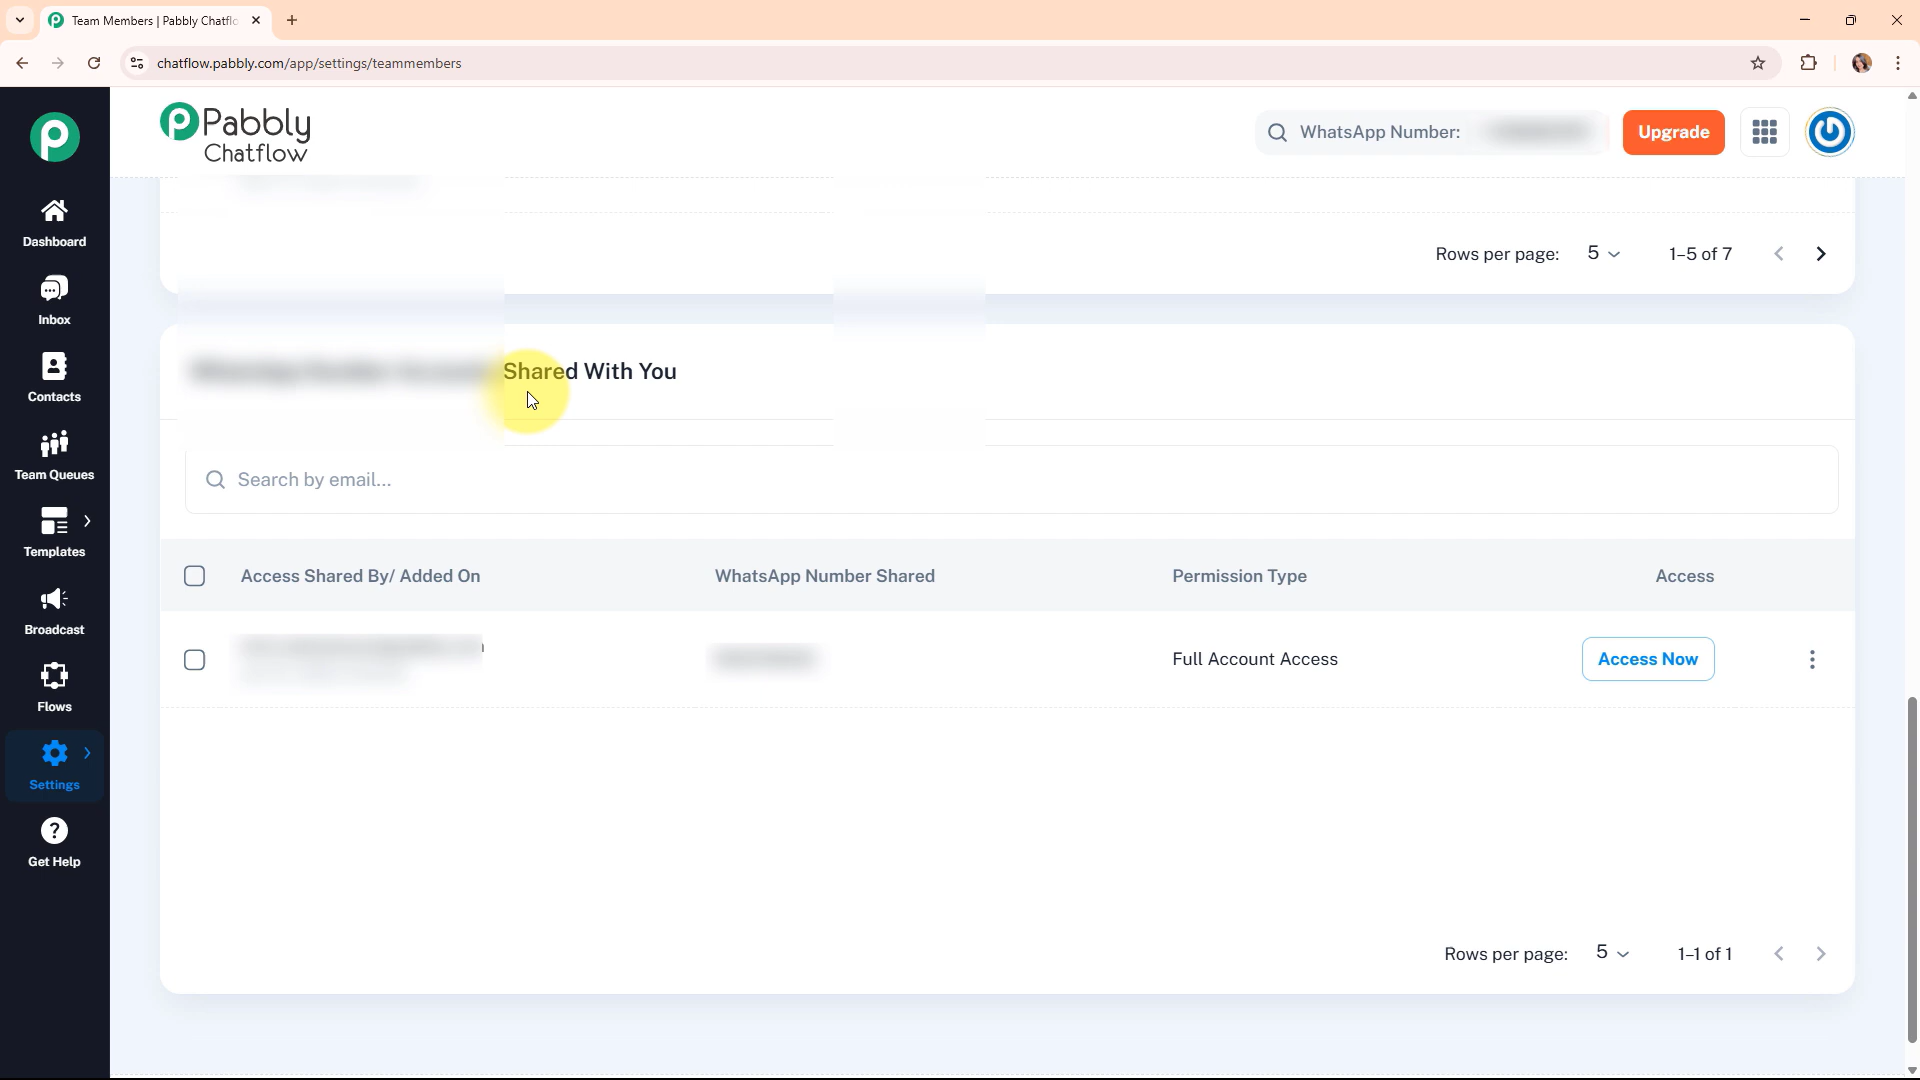 Team Members | Pabbly Chatflo
chatflow.pabbly.com/app/settings/teammembers
Pabbly
Chatflow
WhatsApp Number:
Upgrade
Dashboard
Inbox
Contacts
Team Queues
Templates
Broadcast
Flows
Settings
Get Help
Rows per page: 5 1–5 of 7
Shared With You
Search by email...
Access Shared By/ Added On WhatsApp Number Shared Permission Type Access
Full Account Access Access Now
Rows per page: 5 1–1 of 1